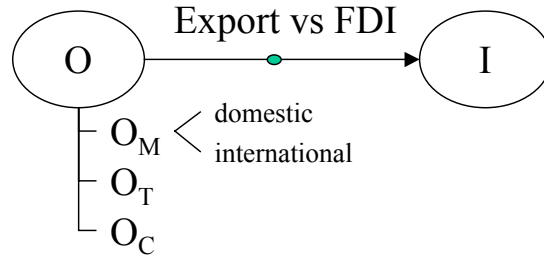 Export vs FDI
O
I
O_M
domestic
international
O_T
O_C